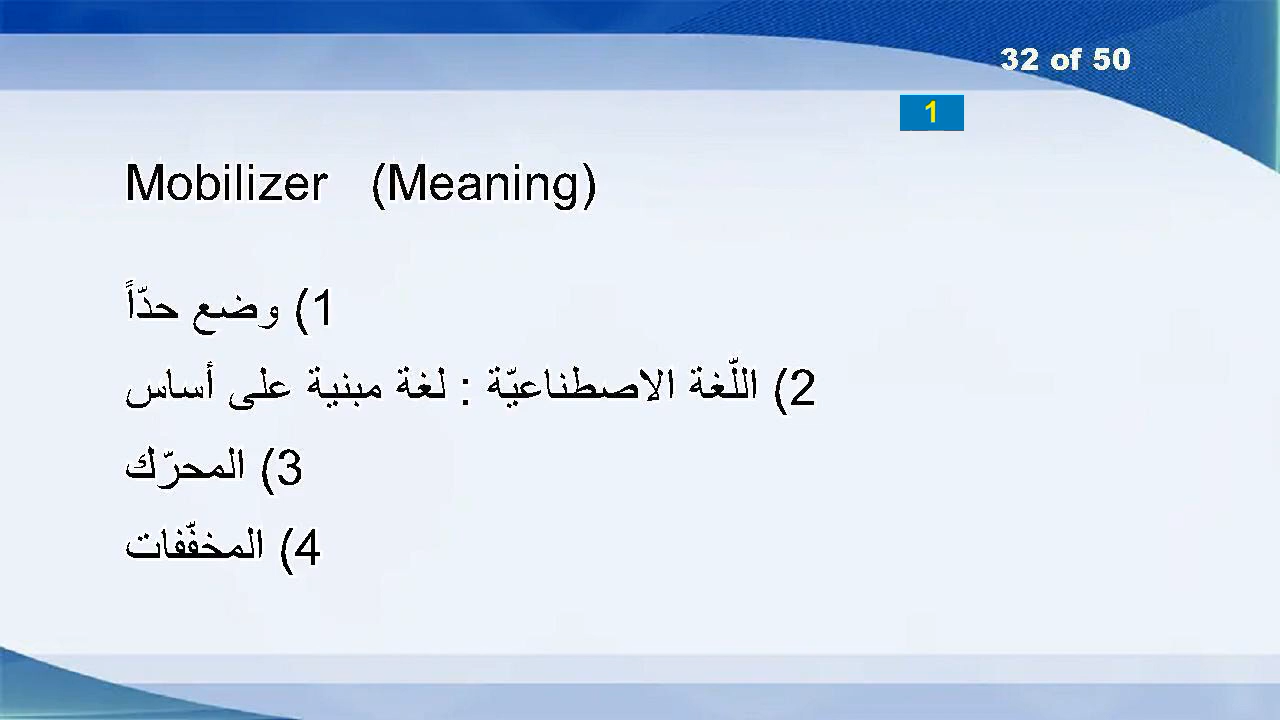 32 of 50
1
Mobilizer (Meaning)
1) وضع حدّاً
2) اللّغة الاصطناعيّة : لغة مبنية على أساس
3) المحرّك
4) المخفّفات